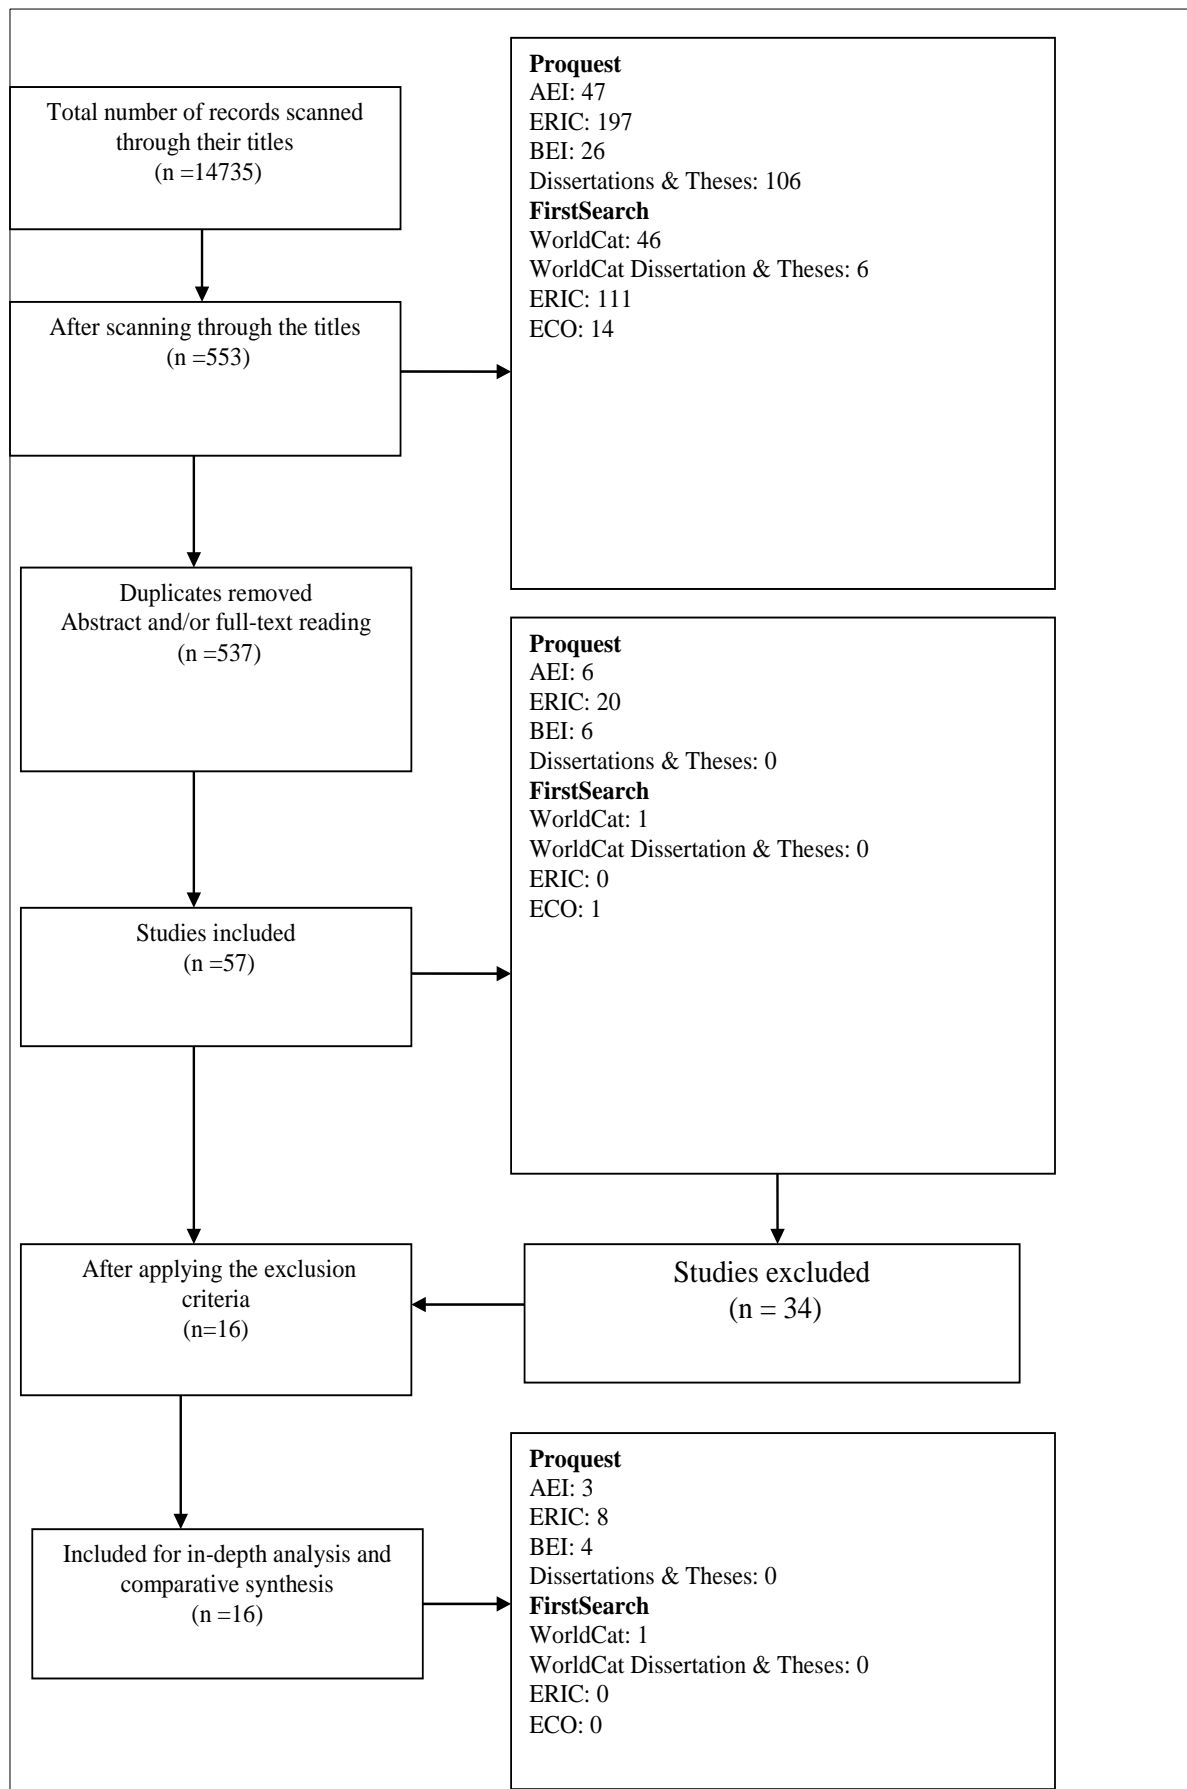 Total number of records scanned
through their titles
(n =14735)
Proquest
AEI: 47
ERIC: 197
BEI: 26
Dissertations & Theses: 106
FirstSearch
WorldCat: 46
WorldCat Dissertation & Theses: 6
ERIC: 111
ECO: 14
After scanning through the titles
(n =553)
Duplicates removed
Abstract and/or full-text reading
(n =537)
Proquest
AEI: 6
ERIC: 20
BEI: 6
Dissertations & Theses: 0
FirstSearch
WorldCat: 1
WorldCat Dissertation & Theses: 0
ERIC: 0
ECO: 1
Studies included
(n =57)
After applying the exclusion
criteria
(n=16)
Studies excluded
(n = 34)
Included for in-depth analysis and
comparative synthesis
(n =16)
Proquest
AEI: 3
ERIC: 8
BEI: 4
Dissertations & Theses: 0
FirstSearch
WorldCat: 1
WorldCat Dissertation & Theses: 0
ERIC: 0
ECO: 0